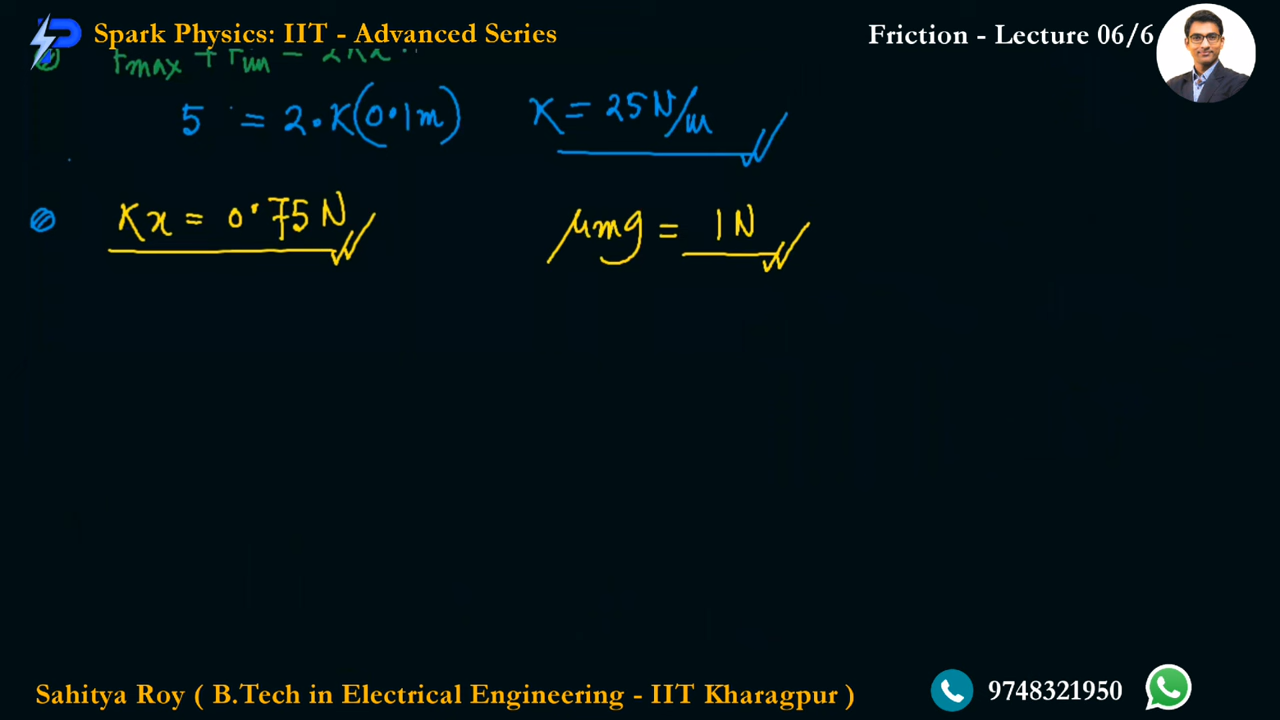 Spark Physics: IIT - Advanced Series
Friction - Lecture 06/6
5 = 2.K(0.1m) K = 25 N/m
Kx = 0.75 N μmg = 1 N
Sahitya Roy ( B.Tech in Electrical Engineering - IIT Kharagpur )
9748321950